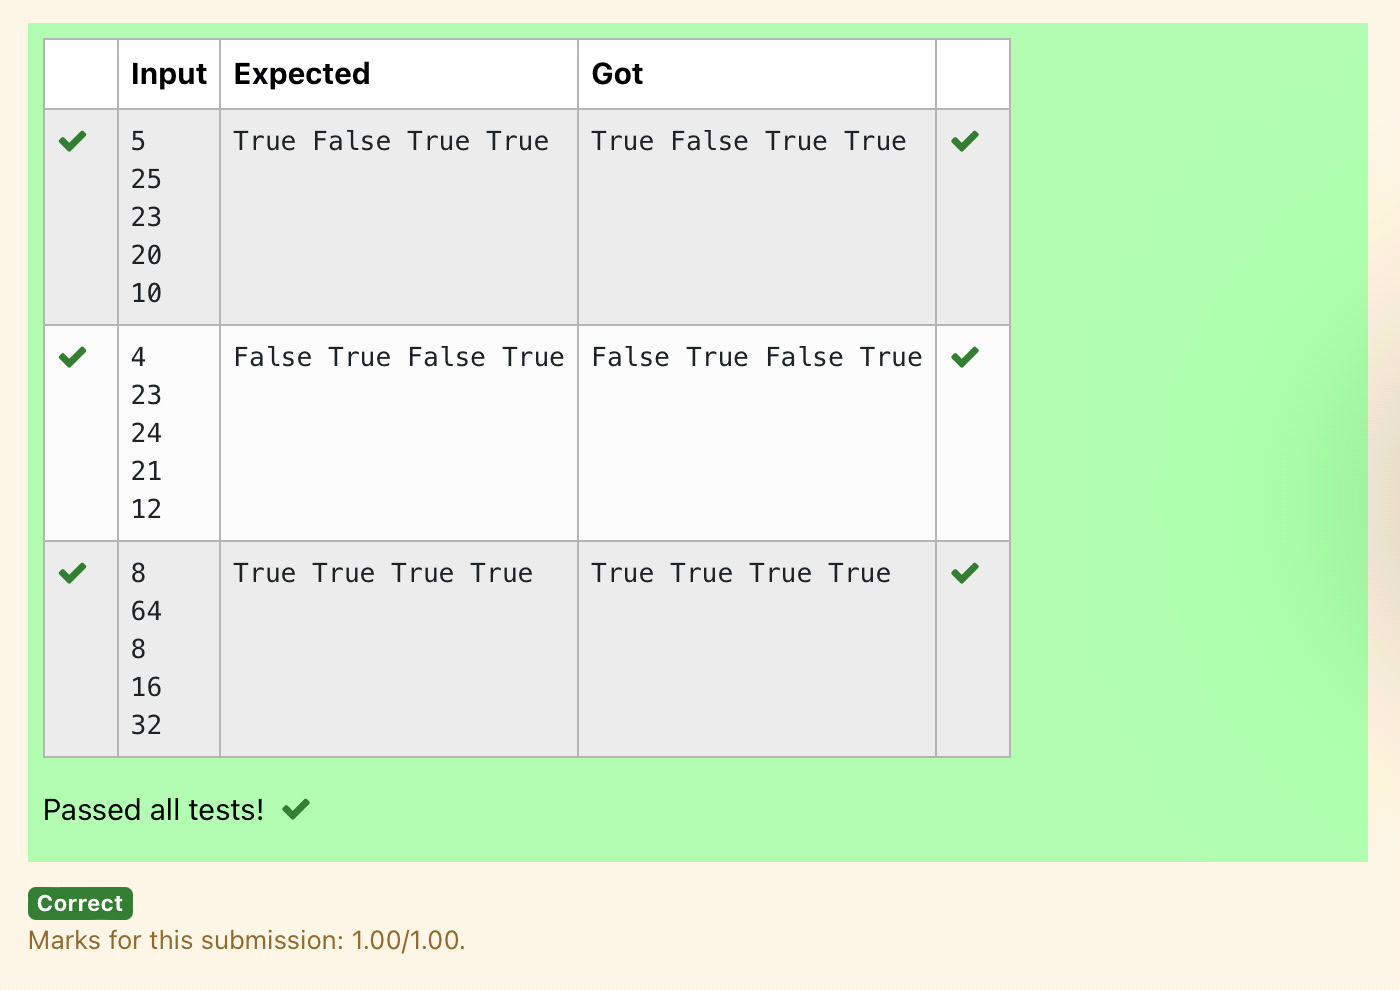 Input Expected Got
5 True False True True True False True True
25
23
20
10
4 False True False True False True False True
23
24
21
12
8 True True True True True True True True
64
8
16
32
Passed all tests!
Correct
Marks for this submission: 1.00/1.00.